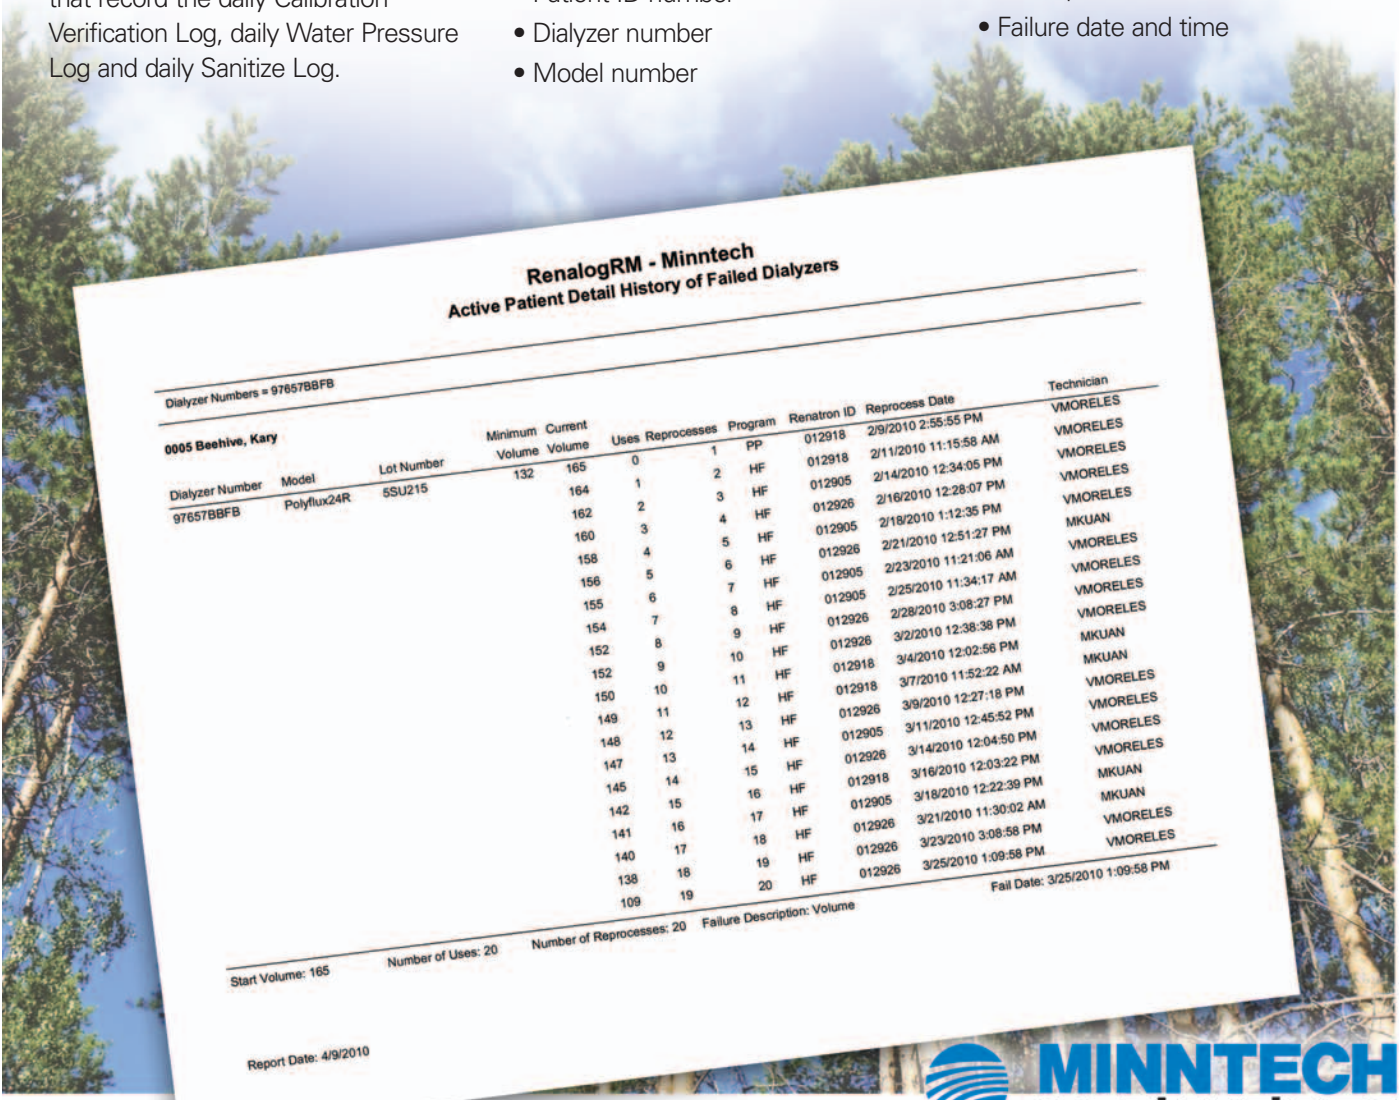 that record the daily Calibration
Verification Log, daily Water Pressure
Log and daily Sanitize Log.
• Patient ID number
• Dialyzer number
• Model number
• Failure date and time
RenalogRM - Minntech
Active Patient Detail History of Failed Dialyzers
Dialyzer Numbers = 97657BBFB
0005 Beehive, Kary
Dialyzer Number Model Lot Number Minimum Volume Current Volume Uses Reprocesses Program Renatron ID Reprocess Date Technician
97657BBFB Polyflux24R 5SU215 132 165 0 1 PP 012918 2/9/2010 2:55:55 PM VMORELES
164 1 2 HF 012918 2/11/2010 11:15:58 AM VMORELES
162 2 3 HF 012905 2/14/2010 12:34:05 PM VMORELES
160 3 4 HF 012926 2/16/2010 12:28:07 PM VMORELES
158 4 5 HF 012905 2/18/2010 1:12:35 PM VMORELES
156 5 6 HF 012926 2/21/2010 12:51:27 PM MKUAN
155 6 7 HF 012905 2/23/2010 11:21:06 AM VMORELES
154 7 8 HF 012905 2/25/2010 11:34:17 AM VMORELES
152 8 9 HF 012926 2/28/2010 3:08:27 PM VMORELES
152 9 10 HF 012926 3/2/2010 12:38:38 PM VMORELES
150 10 11 HF 012918 3/4/2010 12:02:56 PM MKUAN
149 11 12 HF 012918 3/7/2010 11:52:22 AM MKUAN
148 12 13 HF 012926 3/9/2010 12:27:18 PM VMORELES
147 13 14 HF 012905 3/11/2010 12:45:52 PM VMORELES
145 14 15 HF 012926 3/14/2010 12:04:50 PM VMORELES
142 15 16 HF 012918 3/16/2010 12:03:22 PM VMORELES
141 16 17 HF 012905 3/18/2010 12:22:39 PM MKUAN
140 17 18 HF 012926 3/21/2010 11:30:02 AM MKUAN
138 18 19 HF 012926 3/23/2010 3:08:58 PM VMORELES
109 19 20 HF 012926 3/25/2010 1:09:58 PM VMORELES
Start Volume: 165 Number of Uses: 20 Number of Reprocesses: 20 Failure Description: Volume Fail Date: 3/25/2010 1:09:58 PM
Report Date: 4/9/2010
MINNTECH